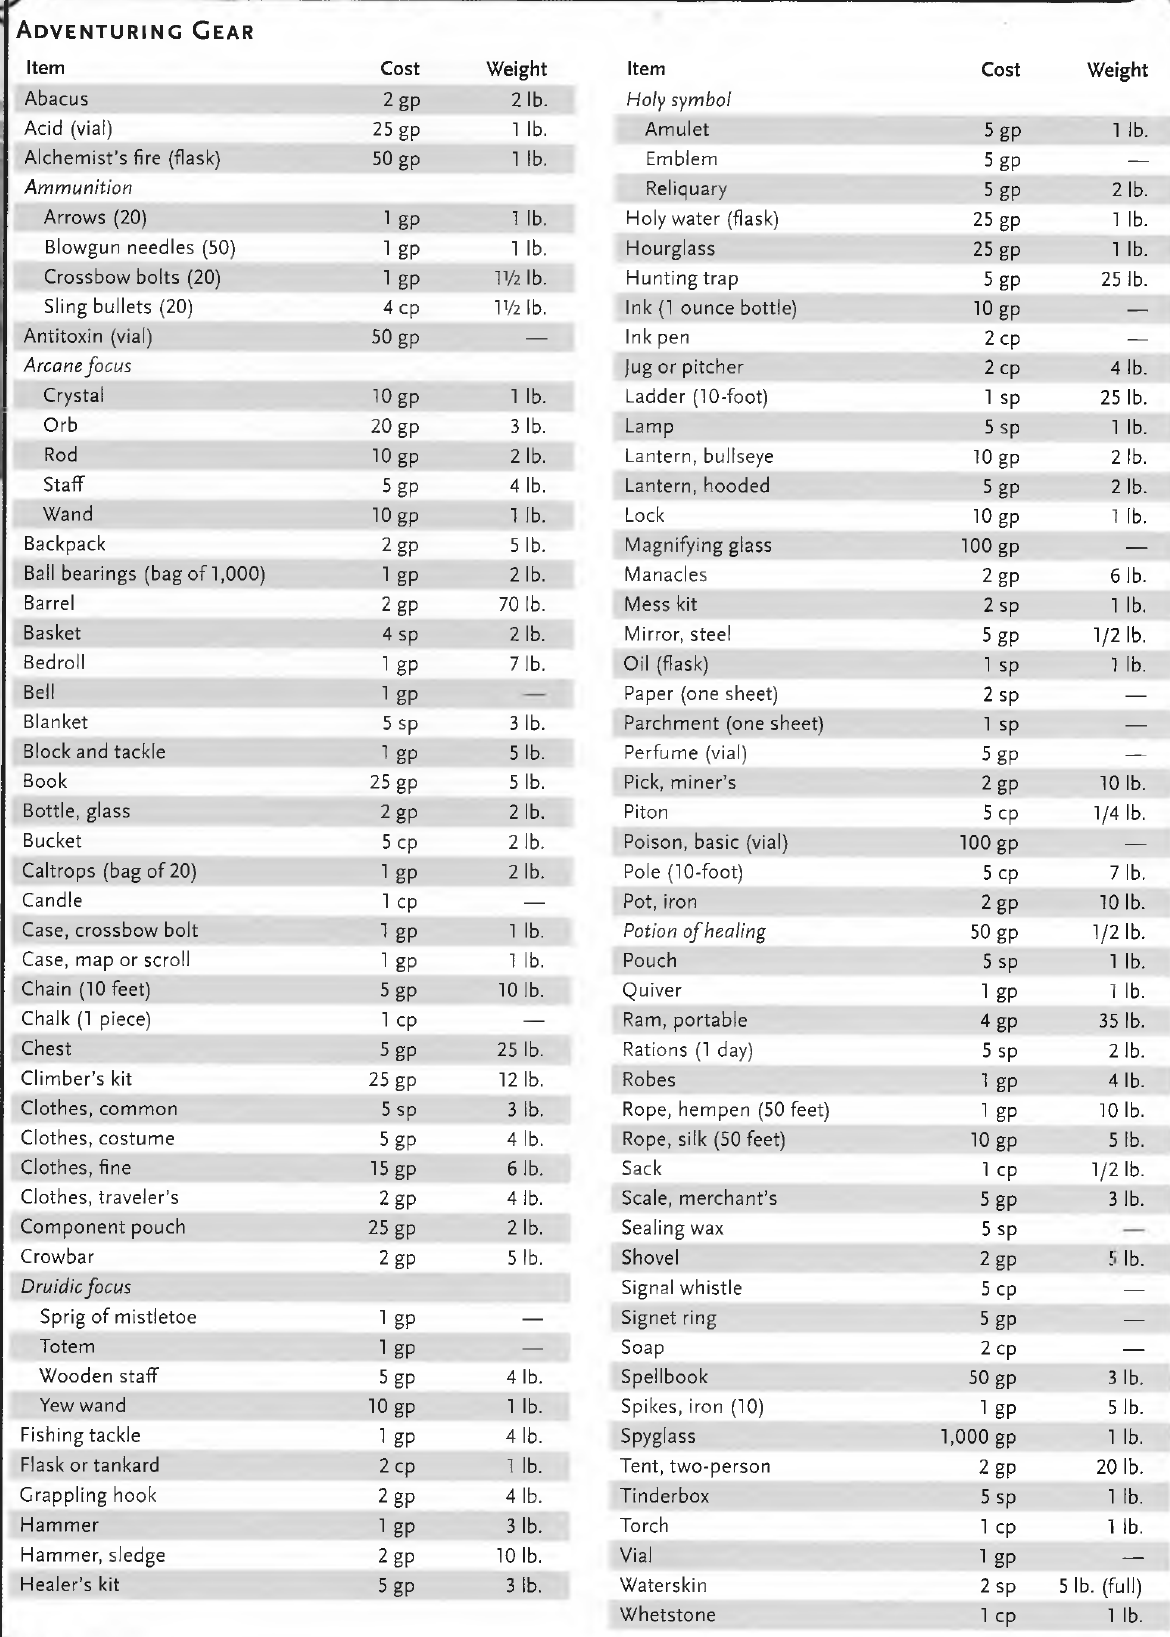 ADVENTURING GEAR
Item Cost Weight
Abacus 2 gp 2 lb.
Acid (vial) 25 gp 1 lb.
Alchemist's fire (flask) 50 gp 1 lb.
Ammunition
Arrows (20) 1 gp 1 lb.
Blowgun needles (50) 1 gp 1 lb.
Crossbow bolts (20) 1 gp 1½ lb.
Sling bullets (20) 4 cp 1½ lb.
Antitoxin (vial) 50 gp —
Arcane focus
Crystal 10 gp 1 lb.
Orb 20 gp 3 lb.
Rod 10 gp 2 lb.
Staff 5 gp 4 lb.
Wand 10 gp 1 lb.
Backpack 2 gp 5 lb.
Ball bearings (bag of 1,000) 1 gp 2 lb.
Barrel 2 gp 70 lb.
Basket 4 sp 2 lb.
Bedroll 1 gp 7 lb.
Bell 1 gp —
Blanket 5 sp 3 lb.
Block and tackle 1 gp 5 lb.
Book 25 gp 5 lb.
Bottle, glass 2 gp 2 lb.
Bucket 5 cp 2 lb.
Caltrops (bag of 20) 1 gp 2 lb.
Candle 1 cp —
Case, crossbow bolt 1 gp 1 lb.
Case, map or scroll 1 gp 1 lb.
Chain (10 feet) 5 gp 10 lb.
Chalk (1 piece) 1 cp —
Chest 5 gp 25 lb.
Climber's kit 25 gp 12 lb.
Clothes, common 5 sp 3 lb.
Clothes, costume 5 gp 4 lb.
Clothes, fine 15 gp 6 lb.
Clothes, traveler's 2 gp 4 lb.
Component pouch 25 gp 2 lb.
Crowbar 2 gp 5 lb.
Druidic focus
Sprig of mistletoe 1 gp —
Totem 1 gp —
Wooden staff 5 gp 4 lb.
Yew wand 10 gp 1 lb.
Fishing tackle 1 gp 4 lb.
Flask or tankard 2 cp 1 lb.
Grappling hook 2 gp 4 lb.
Hammer 1 gp 3 lb.
Hammer, sledge 2 gp 10 lb.
Healer's kit 5 gp 3 lb.
Item Cost Weight
Holy symbol
Amulet 5 gp 1 lb.
Emblem 5 gp —
Reliquary 5 gp 2 lb.
Holy water (flask) 25 gp 1 lb.
Hourglass 25 gp 1 lb.
Hunting trap 5 gp 25 lb.
Ink (1 ounce bottle) 10 gp —
Ink pen 2 cp —
Jug or pitcher 2 cp 4 lb.
Ladder (10-foot) 1 sp 25 lb.
Lamp 5 sp 1 lb.
Lantern, bullseye 10 gp 2 lb.
Lantern, hooded 5 gp 2 lb.
Lock 10 gp 1 lb.
Magnifying glass 100 gp —
Manacles 2 gp 6 lb.
Mess kit 2 sp 1 lb.
Mirror, steel 5 gp 1/2 lb.
Oil (flask) 1 sp 1 lb.
Paper (one sheet) 2 sp —
Parchment (one sheet) 1 sp —
Perfume (vial) 5 gp —
Pick, miner's 2 gp 10 lb.
Piton 5 cp 1/4 lb.
Poison, basic (vial) 100 gp —
Pole (10-foot) 5 cp 7 lb.
Pot, iron 2 gp 10 lb.
Potion of healing 50 gp 1/2 lb.
Pouch 5 sp 1 lb.
Quiver 1 gp 1 lb.
Ram, portable 4 gp 35 lb.
Rations (1 day) 5 sp 2 lb.
Robes 1 gp 4 lb.
Rope, hempen (50 feet) 1 gp 10 lb.
Rope, silk (50 feet) 10 gp 5 lb.
Sack 1 cp 1/2 lb.
Scale, merchant's 5 gp 3 lb.
Sealing wax 5 sp —
Shovel 2 gp 5 lb.
Signal whistle 5 cp —
Signet ring 5 gp —
Soap 2 cp —
Spellbook 50 gp 3 lb.
Spikes, iron (10) 1 gp 5 lb.
Spyglass 1,000 gp 1 lb.
Tent, two-person 2 gp 20 lb.
Tinderbox 5 sp 1 lb.
Torch 1 cp 1 lb.
Vial 1 gp —
Waterskin 2 sp 5 lb. (full)
Whetstone 1 cp 1 lb.